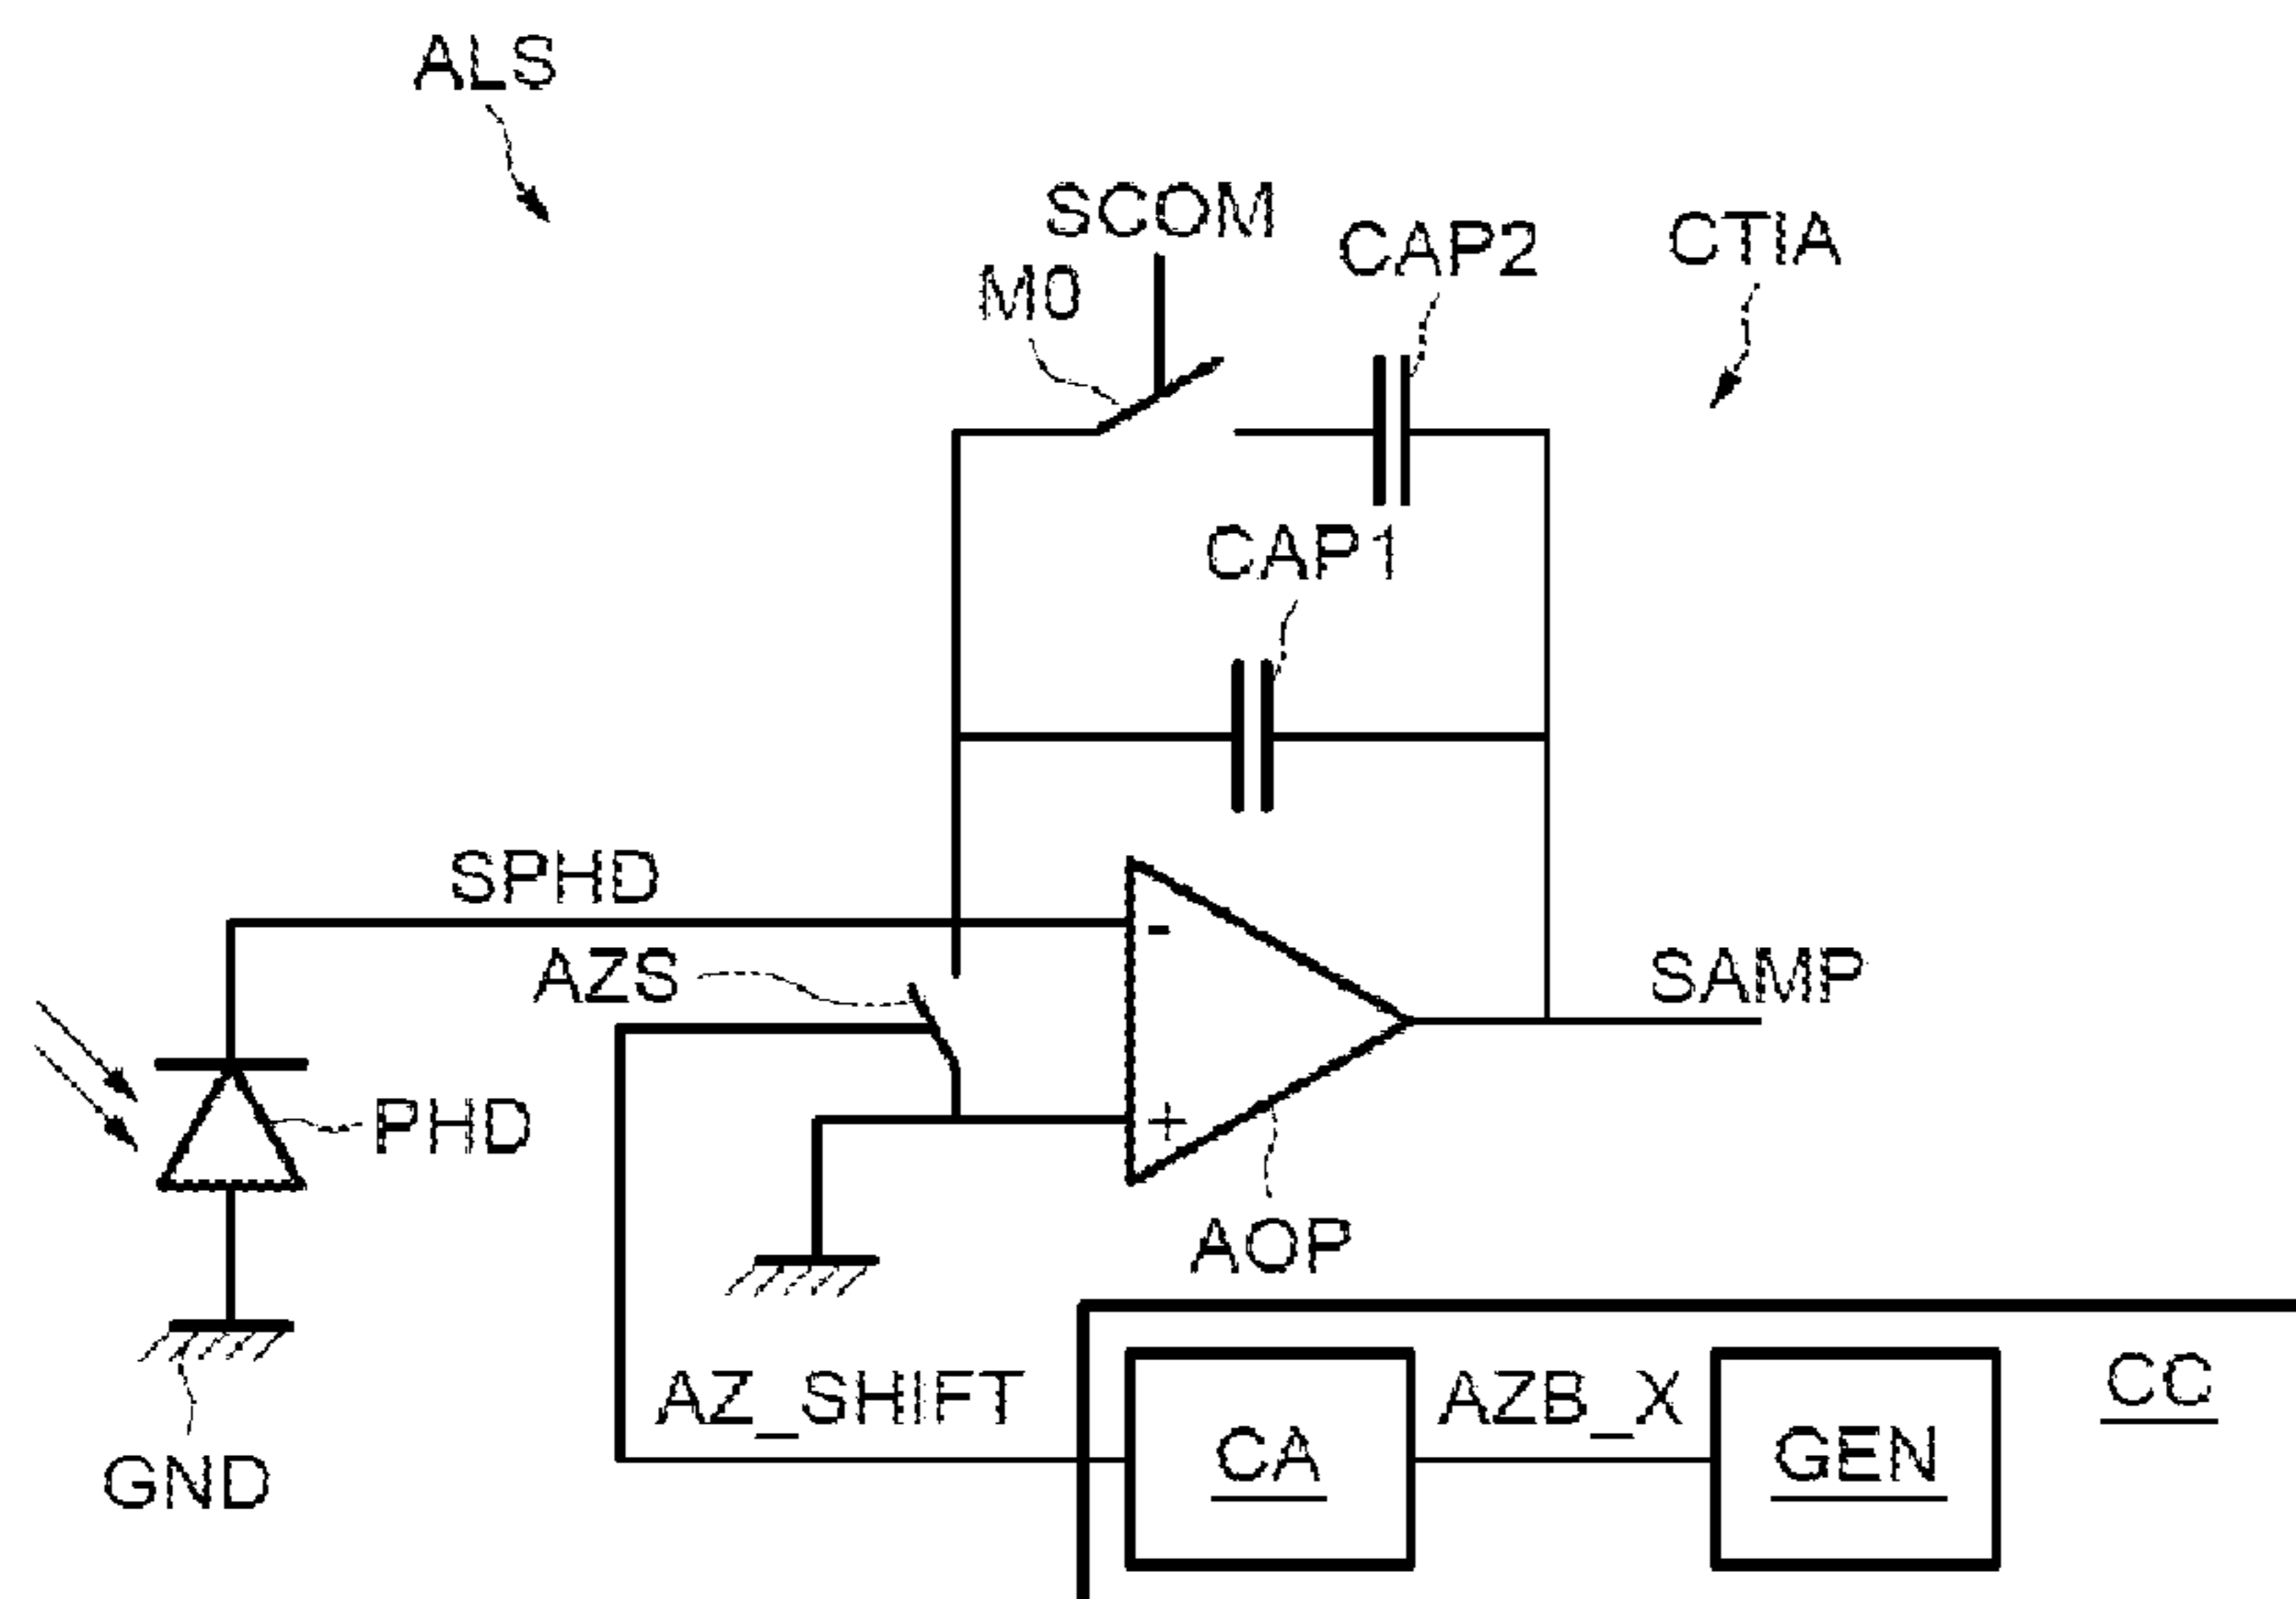 ALS
SCOM
CAP2
CTIA
M0
CAP1
SPHD
-
AZS
SAMP
PHD
+
AOP
AZ_SHIFT
AZB_X
CC
CA
GEN
GND